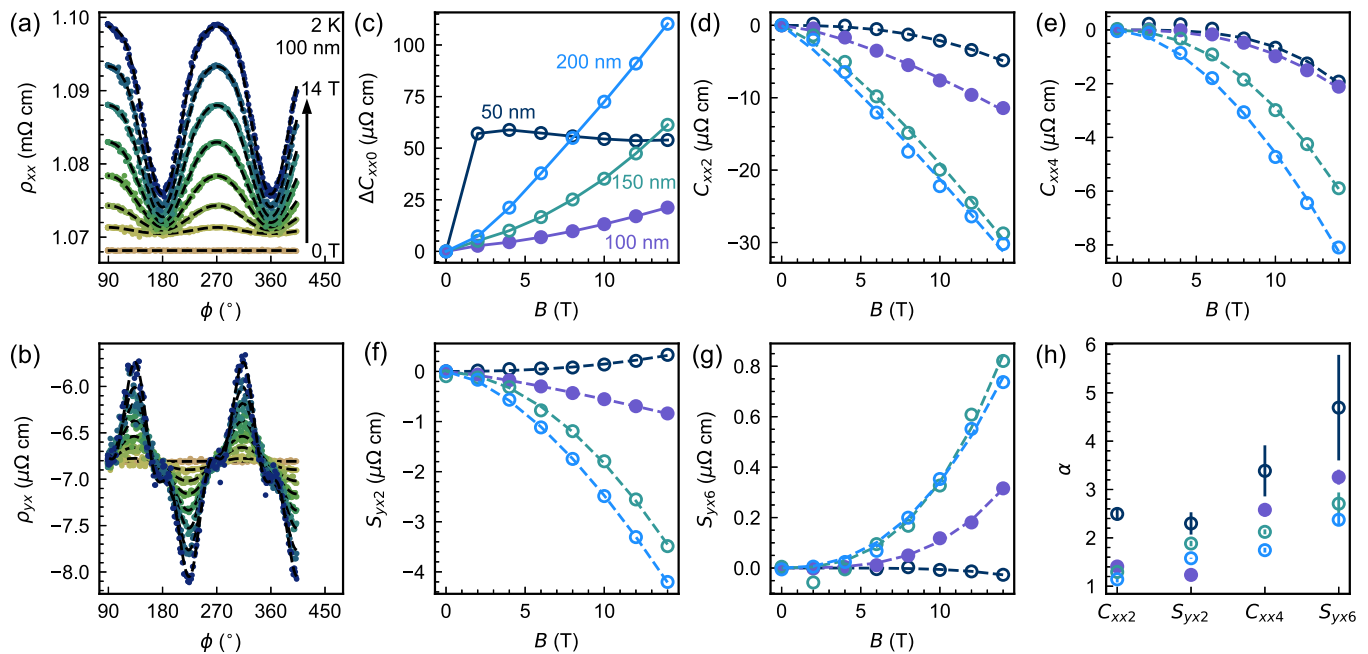 (a)
ρxx (mΩ cm)
1.10
1.09
1.08
1.07
2 K
100 nm
14 T
0 T
90 180 270 360 450
ϕ (°)
(c)
ΔCxx0 (μΩ cm)
100
75
50
25
0
200 nm
50 nm
150 nm
100 nm
0 10
B (T)
(d)
Cxx2 (μΩ cm)
0
−10
−20
−30
0 10
B (T)
(e)
Cxx4 (μΩ cm)
0
−2
−4
−6
−8
0 10
B (T)
(b)
ρyx (μΩ cm)
−6.0
−6.5
−7.0
−7.5
−8.0
90 180 270 360 450
ϕ (°)
(f)
Syx2 (μΩ cm)
0
−1
−2
−3
−4
0 10
B (T)
(g)
Syx6 (μΩ cm)
0.8
0.6
0.4
0.2
0.0
0 10
B (T)
(h)
α
6
5
4
3
2
1
Cxx2 Syx2 Cxx4 Syx6